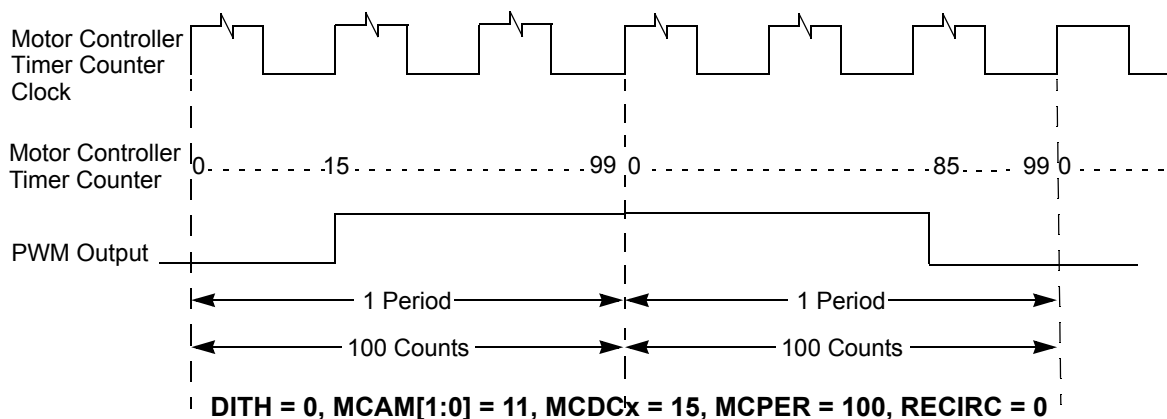 Motor Controller
Timer Counter
Clock
Motor Controller
Timer Counter
0 15 99 0 85 99 0
PWM Output
1 Period 1 Period
100 Counts 100 Counts
DITH = 0, MCAM[1:0] = 11, MCDCx = 15, MCPER = 100, RECIRC = 0